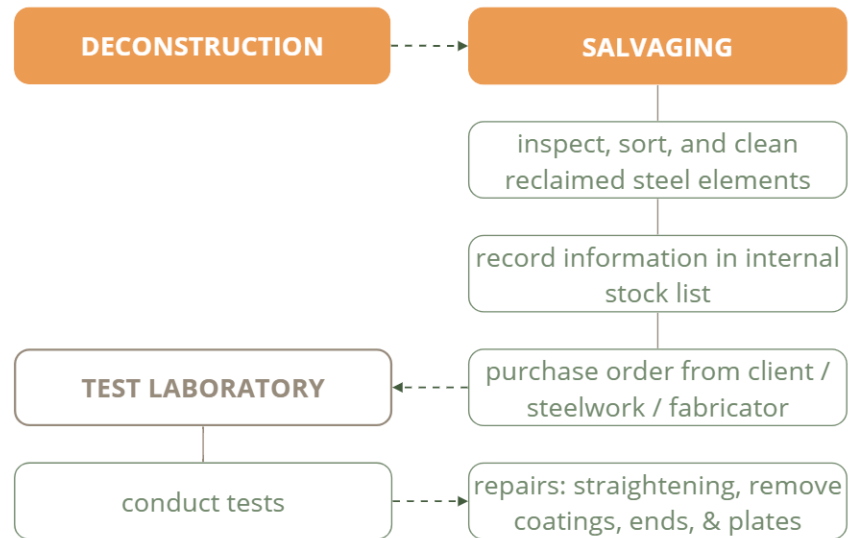 DECONSTRUCTION
SALVAGING
inspect, sort, and clean
reclaimed steel elements
record information in internal
stock list
TEST LABORATORY
purchase order from client /
steelwork / fabricator
conduct tests
repairs: straightening, remove
coatings, ends, & plates